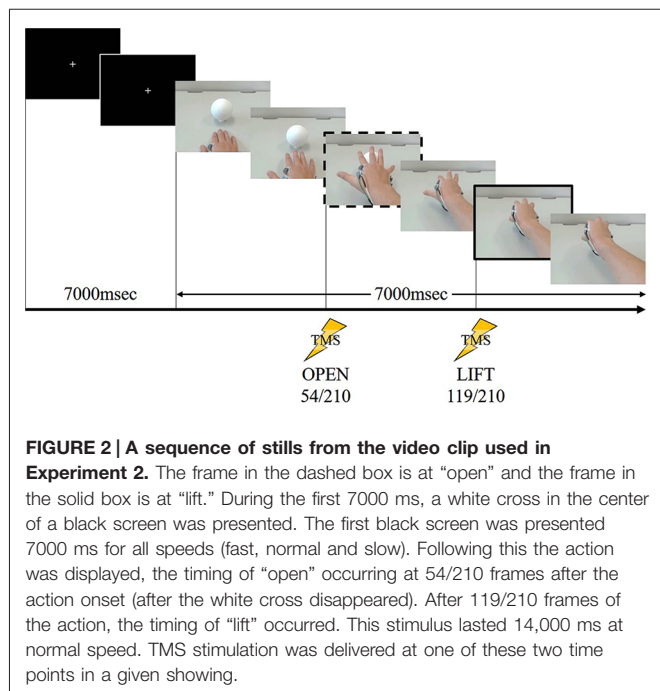 7000msec
7000msec
TMS
TMS
OPEN
LIFT
54/210
119/210
FIGURE 2 | A sequence of stills from the video clip used in
Experiment 2. The frame in the dashed box is at “open” and the frame in
the solid box is at “lift.” During the first 7000 ms, a white cross in the center
of a black screen was presented. The first black screen was presented
7000 ms for all speeds (fast, normal and slow). Following this the action
was displayed, the timing of “open” occurring at 54/210 frames after the
action onset (after the white cross disappeared). After 119/210 frames of
the action, the timing of “lift” occurred. This stimulus lasted 14,000 ms at
normal speed. TMS stimulation was delivered at one of these two time
points in a given showing.